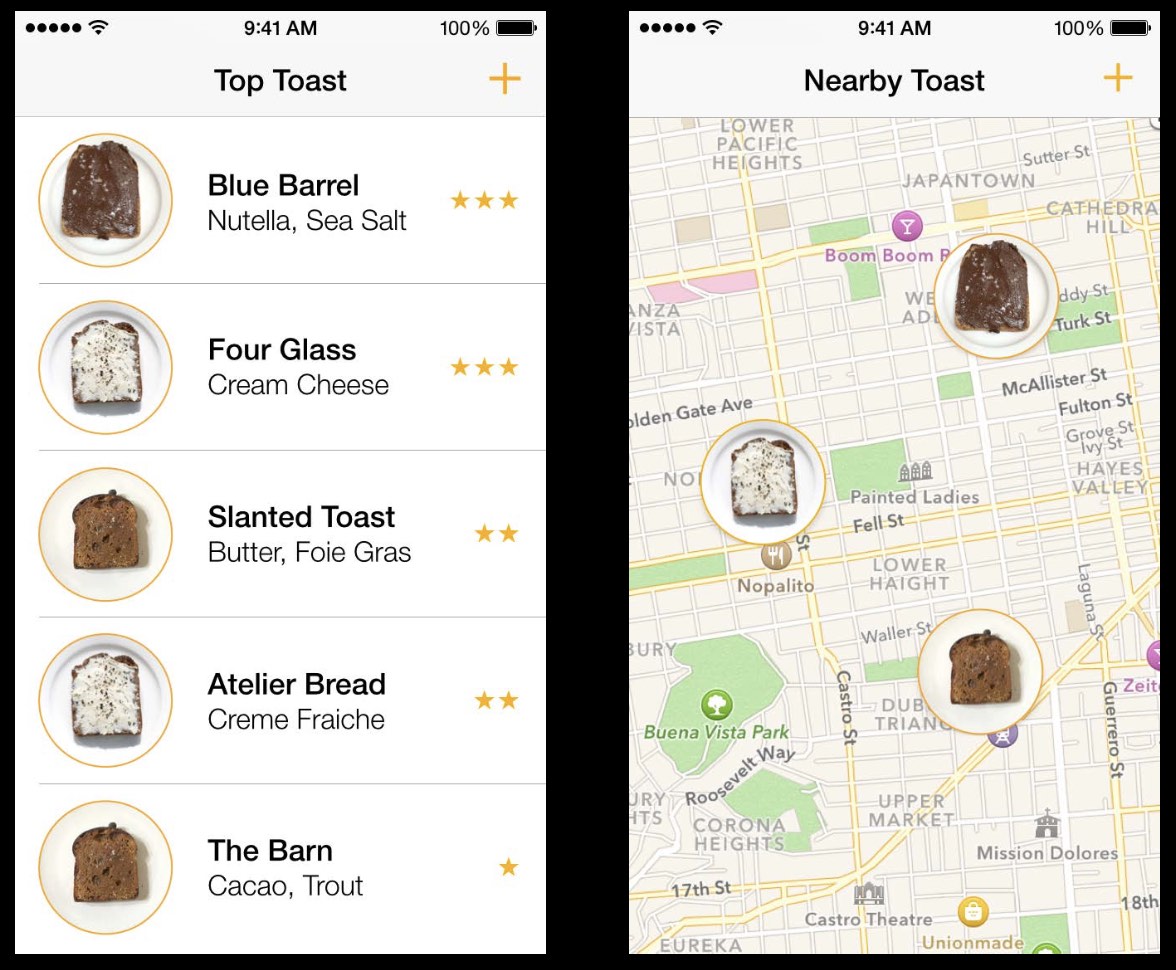 9:41 AM
100%
Top Toast
Blue Barrel
Nutella, Sea Salt
Four Glass
Cream Cheese
Slanted Toast
Butter, Foie Gras
Atelier Bread
Creme Fraiche
The Barn
Cacao, Trout
9:41 AM
100%
Nearby Toast
LOWER
PACIFIC
HEIGHTS
Sutter St
JAPANTOWN
CATHEDRA
HILL
Boom Boom R
ANZA
VISTA
WE
AD
ddy St
Turk St
McAllister St
Fulton St
olden Gate Ave
Grove St
Ivy St
NO
HAYES
VALLEY
Painted Ladies
Fell St
St
Nopalito
LOWER
HAIGHT
Laguna St
Waller St
BURY
Castro St
DUB
TRIANG
Zeit
Guerrero St
Buena Vista Park
Roosevelt Way
URY
HTS
CORONA
HEIGHTS
UPPER
MARKET
Mission Dolores
17th St
Castro Theatre
18th
Unionmade
EUREKA